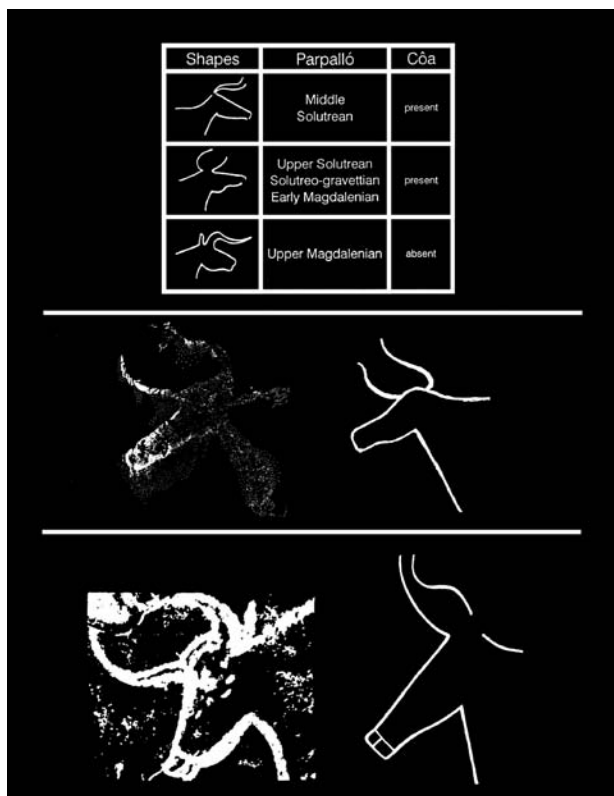 Shapes Parpalló Côa
Middle
Solutrean
present
Upper Solutrean
Solutreo-gravettian
Early Magdalenian
present
Upper Magdalenian
absent